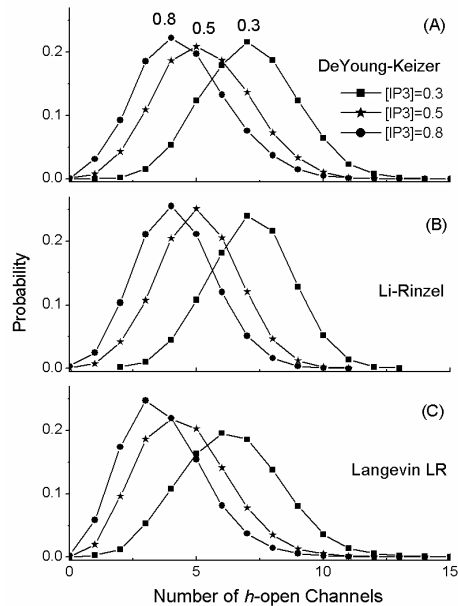 0.8 0.5 0.3
(A)
DeYoung-Keizer
[IP3]=0.3
[IP3]=0.5
[IP3]=0.8
0.2
0.1
0.0
(B)
Li-Rinzel
0.2
0.1
0.0
Probability
(C)
Langevin LR
0.2
0.1
0.0
0 5 10 15
Number of h-open Channels